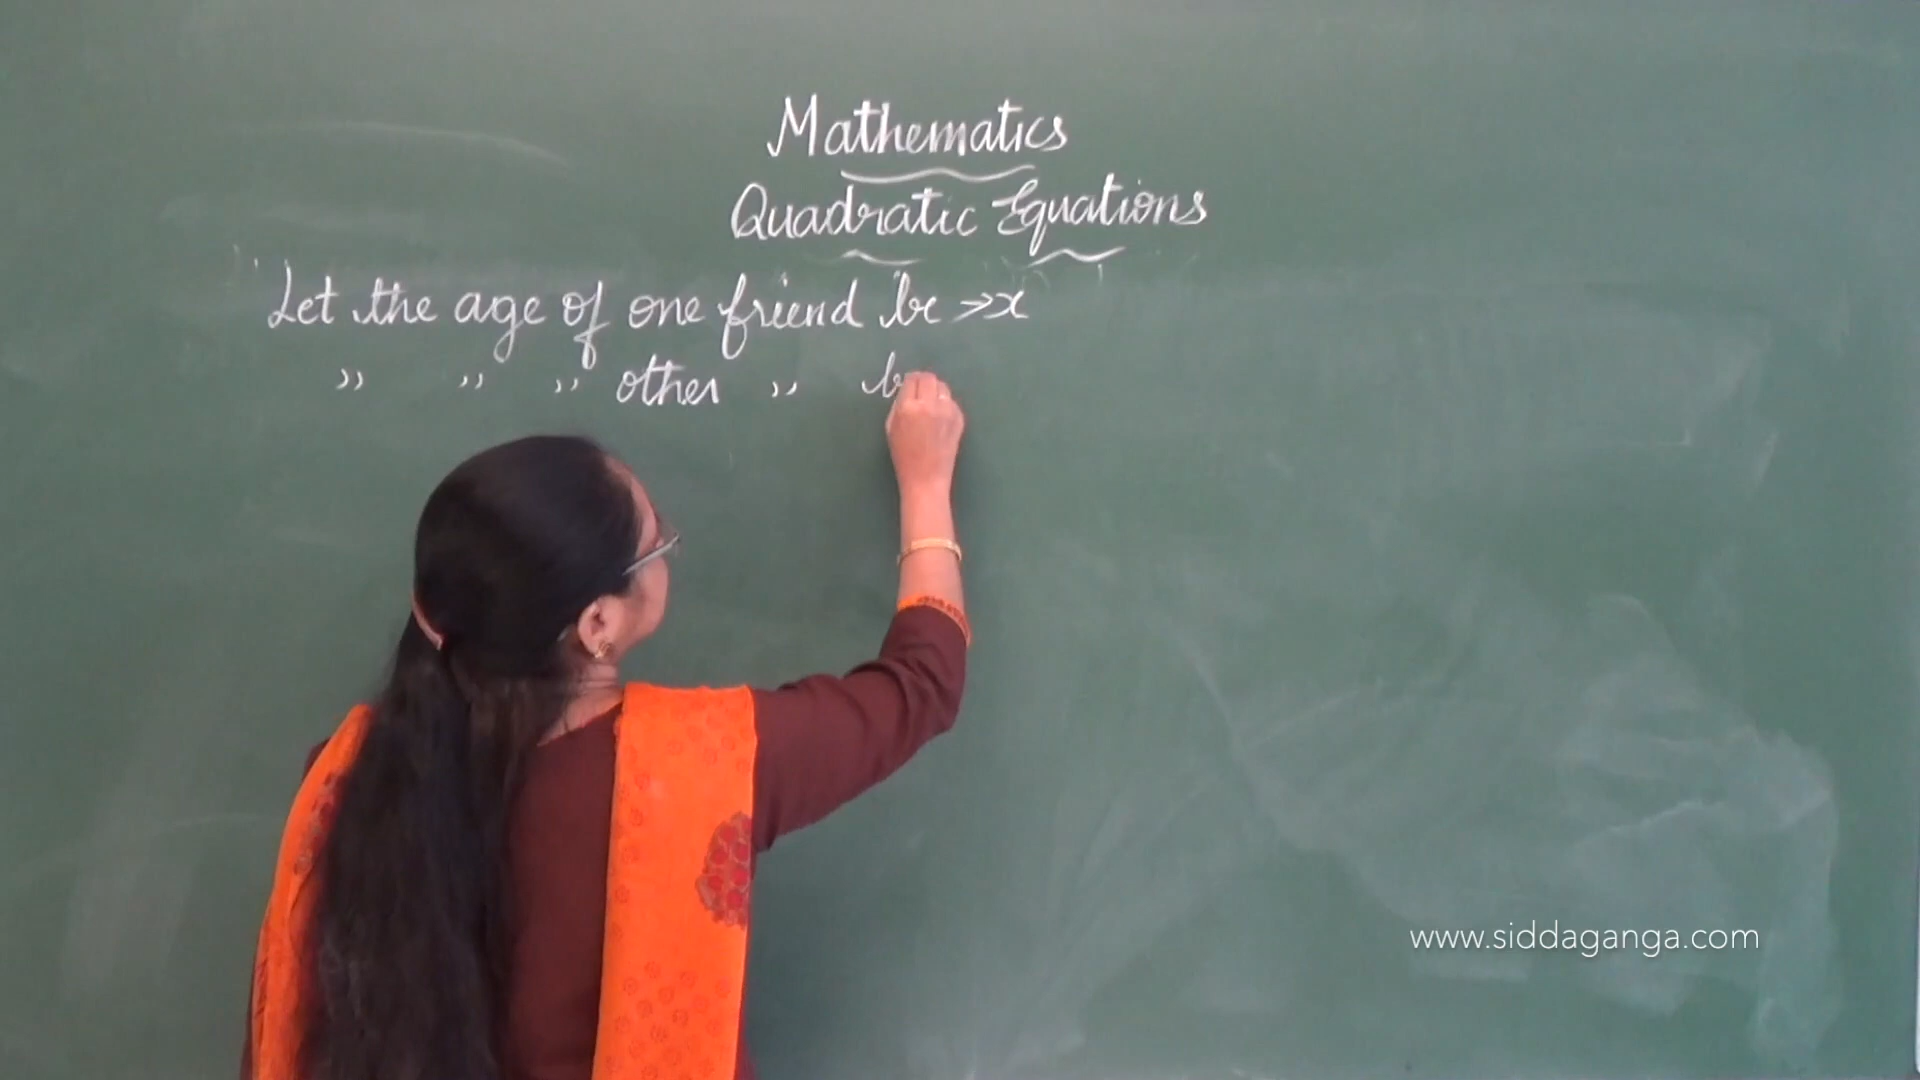 Mathematics
Quadratic Equations
Let the age of one friend be → x
,, ,, ,, other ,, b
www.siddaganga.com